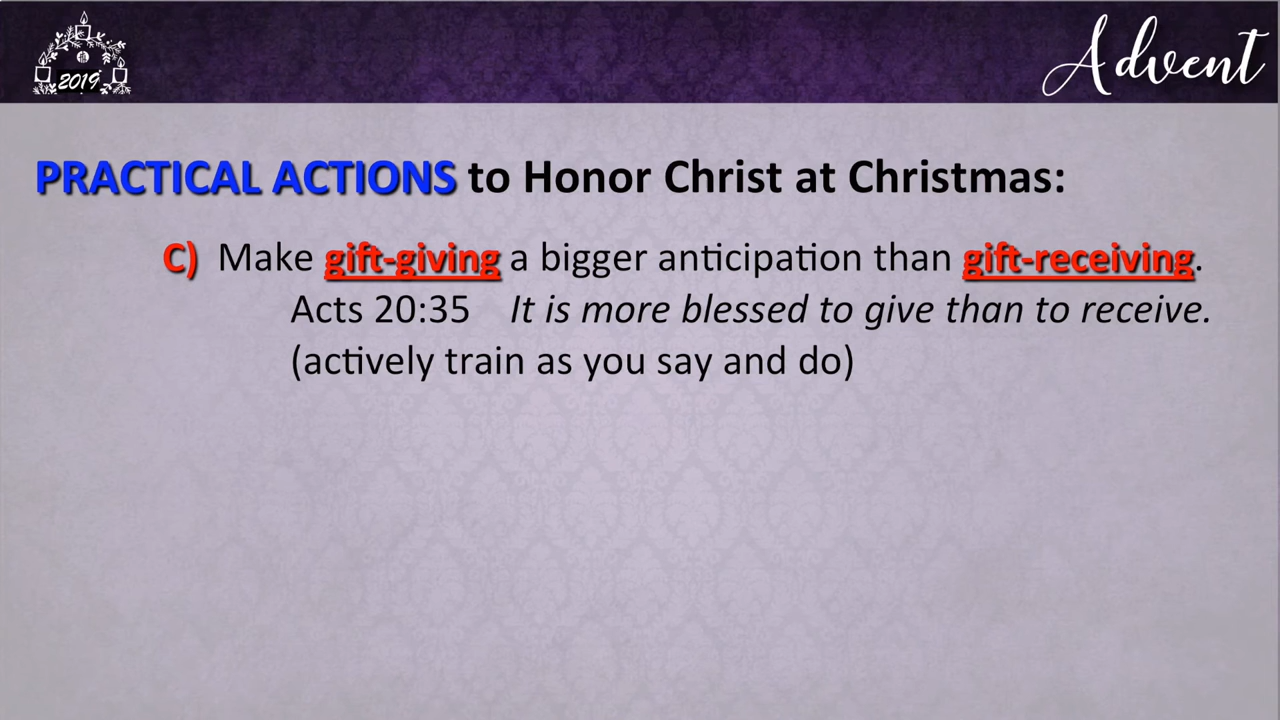 2019
Advent
PRACTICAL ACTIONS to Honor Christ at Christmas:
C) Make gift-giving a bigger anticipation than gift-receiving.
Acts 20:35 It is more blessed to give than to receive.
(actively train as you say and do)